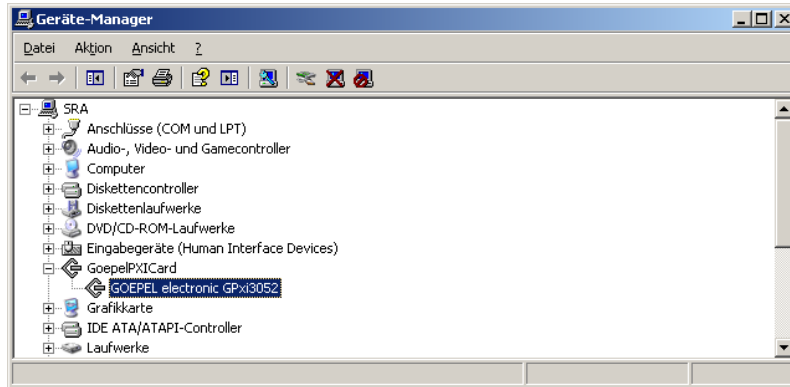 Geräte-Manager
Datei Aktion Ansicht ?
SRA
Anschlüsse (COM und LPT)
Audio-, Video- und Gamecontroller
Computer
Diskettencontroller
Diskettenlaufwerke
DVD/CD-ROM-Laufwerke
Eingabegeräte (Human Interface Devices)
GoepelPXICard
GOEPEL electronic GPxi3052
Grafikkarte
IDE ATA/ATAPI-Controller
Laufwerke